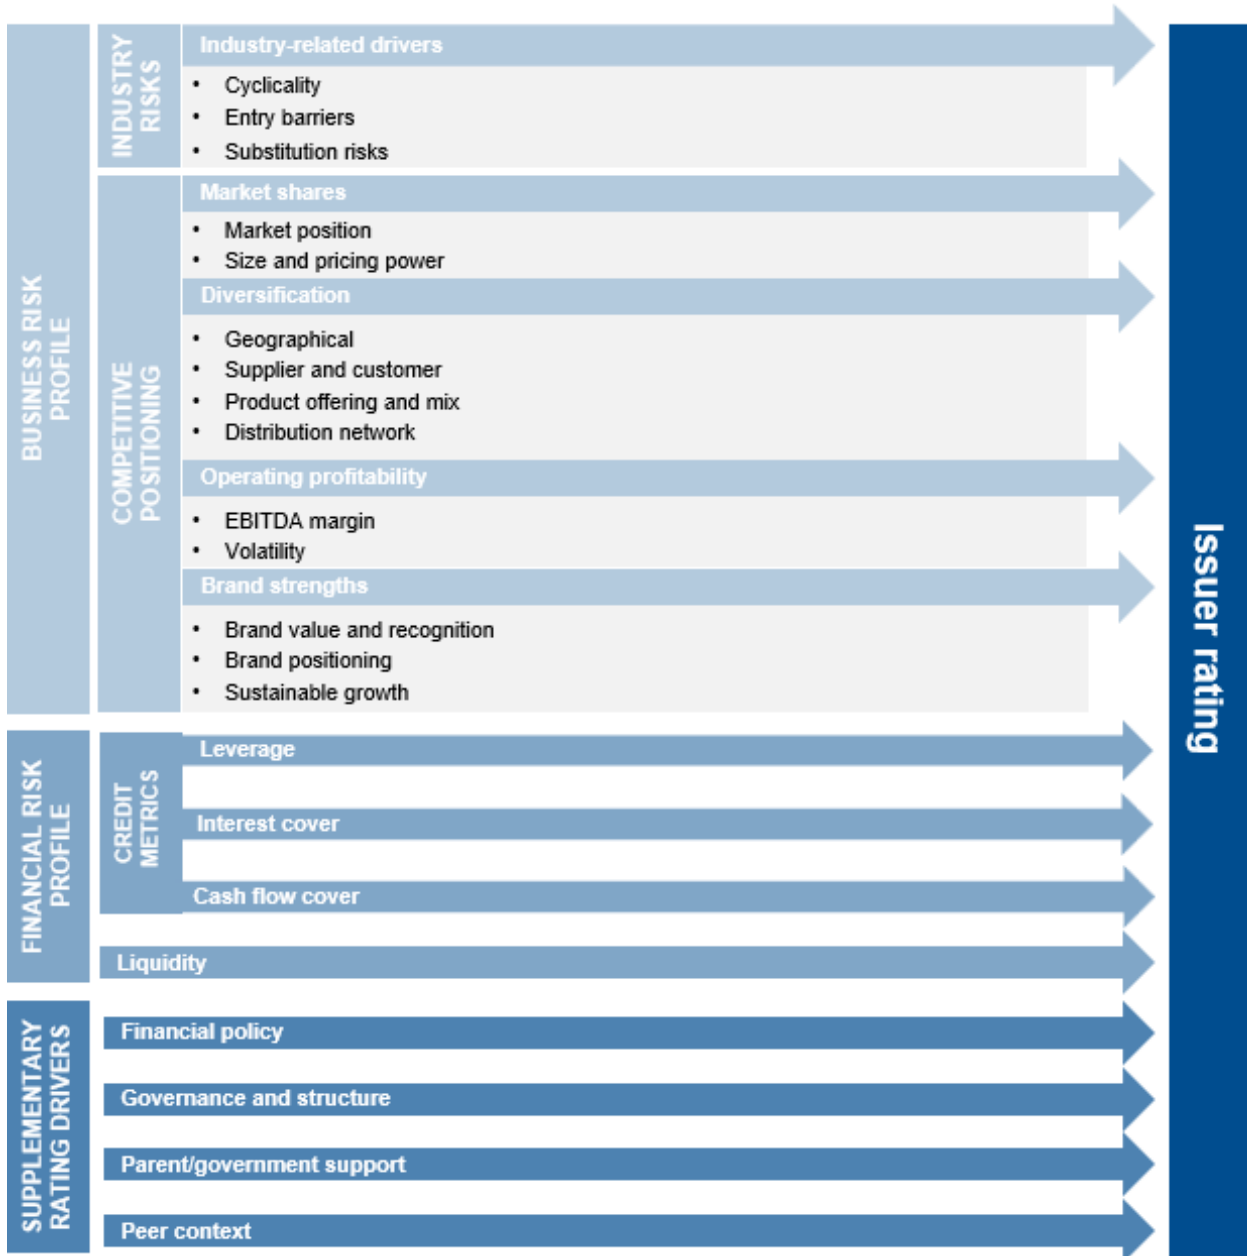 BUSINESS RISK
PROFILE
INDUSTRY
RISKS
Industry-related drivers
• Cyclicality
• Entry barriers
• Substitution risks
COMPETITIVE
POSITIONING
Market shares
• Market position
• Size and pricing power
Diversification
• Geographical
• Supplier and customer
• Product offering and mix
• Distribution network
Operating profitability
• EBITDA margin
• Volatility
Brand strengths
• Brand value and recognition
• Brand positioning
• Sustainable growth
FINANCIAL RISK
PROFILE
CREDIT
METRICS
Leverage
Interest cover
Cash flow cover
Liquidity
SUPPLEMENTARY
RATING DRIVERS
Financial policy
Governance and structure
Parent/government support
Peer context
Issuer rating